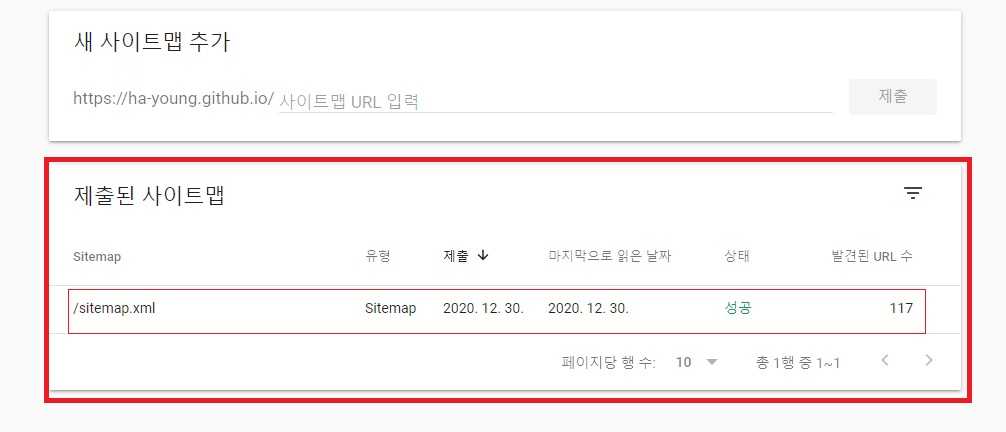 새 사이트맵 추가
https://ha-young.github.io/ 사이트맵 URL 입력 제출
제출된 사이트맵
Sitemap 유형 제출 마지막으로 읽은 날짜 상태 발견된 URL 수
/sitemap.xml Sitemap 2020. 12. 30. 2020. 12. 30. 성공 117
페이지당 행 수: 10 총 1행 중 1~1